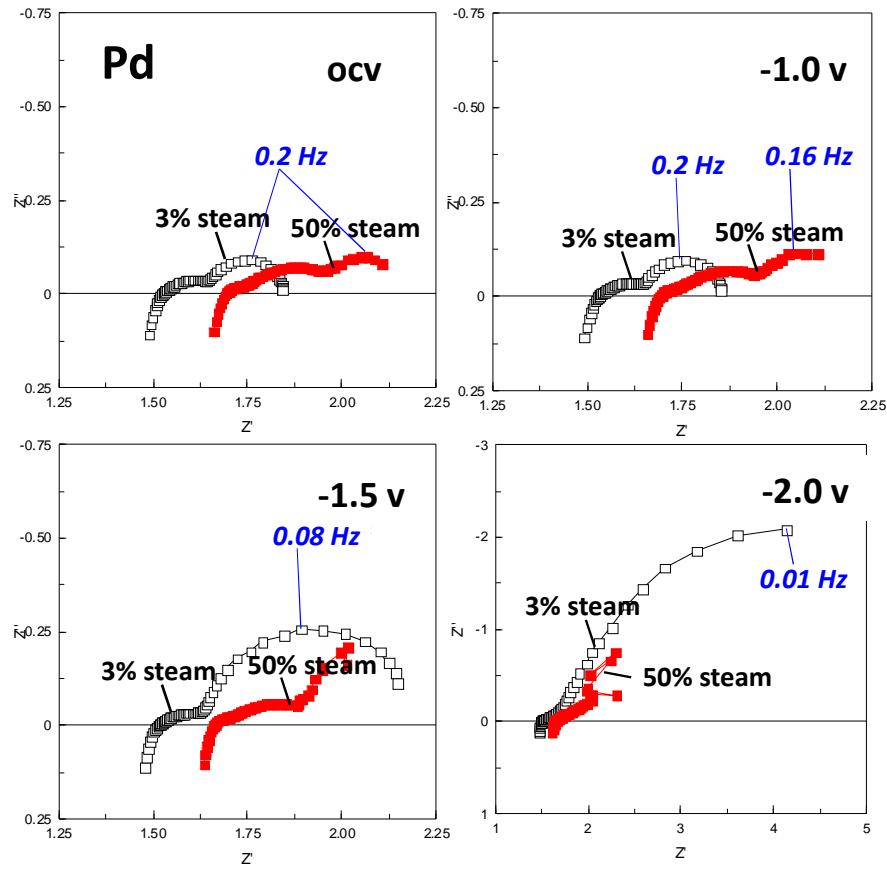 Pd
ocv
-0.75
-0.50
-0.25
0
0.25
1.25
1.50
1.75
2.00
2.25
Z'
Z''
0.2 Hz
3% steam
50% steam
-1.0 v
-0.75
-0.50
-0.25
0
0.25
1.25
1.50
1.75
2.00
2.25
Z'
Z''
0.2 Hz
0.16 Hz
3% steam
50% steam
-1.5 v
-0.75
-0.50
-0.25
0
0.25
1.25
1.50
1.75
2.00
2.25
Z'
Z''
0.08 Hz
3% steam
50% steam
-2.0 v
-3
-2
-1
0
1
1
2
3
4
5
Z'
Z''
0.01 Hz
3% steam
50% steam